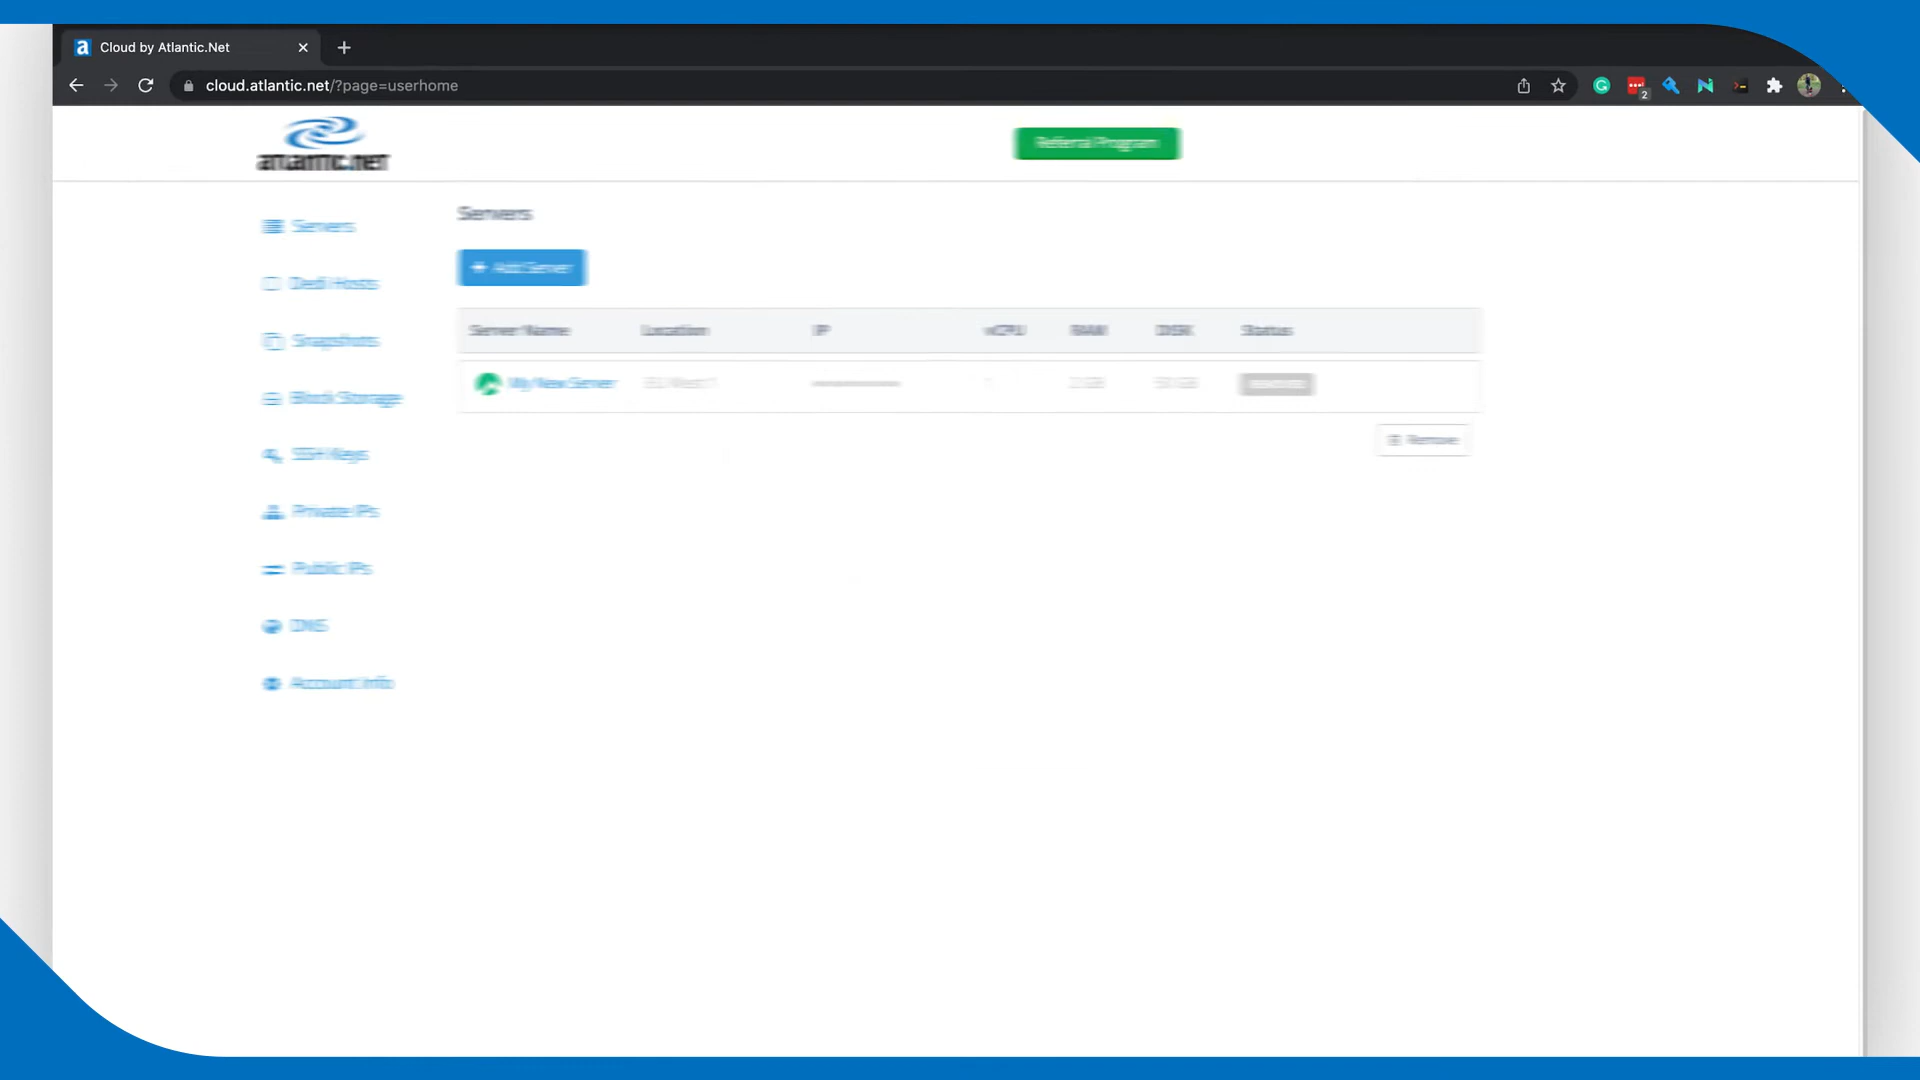 Cloud by Atlantic.Net
cloud.atlantic.net/?page=userhome
2
atlantic.net
Referral Program
Servers
Servers
Dedi Hosts
Snapshots
Block Storage
SSH Keys
Private IPs
Public IPs
DNS
Account Info
+ Add Server
Server Name Location IP vCPU RAM DISK Status
My New Server
Remove